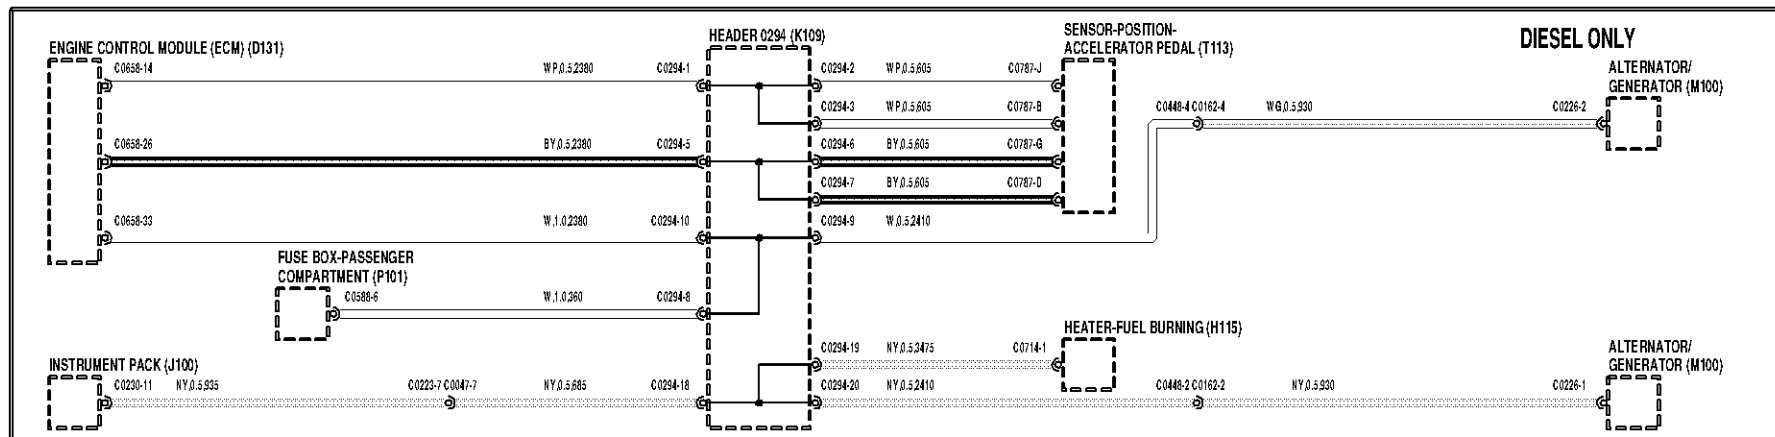 DIESEL ONLY
ENGINE CONTROL MODULE (ECM) (D131)
HEADER 0294 (K109)
SENSOR-POSITION-
ACCELERATOR PEDAL (T113)
ALTERNATOR/
GENERATOR (M100)
C0658-14 WP,0.5,2380 C0294-1 C0294-2 WP,0.5,605 C0787-J
C0294-3 WP,0.5,605 C0787-B C0448-4 C0162-4 WG,0.5,930 C0226-2
C0658-26 BY,0.5,2380 C0294-5 C0294-6 BY,0.5,605 C0787-G
C0294-7 BY,0.5,605 C0787-D
C0658-33 W,1.0,2380 C0294-10 C0294-9 W,0.5,2410
FUSE BOX-PASSENGER
COMPARTMENT (P101)
C0588-6 W,1.0,360 C0294-8
HEATER-FUEL BURNING (H115)
C0294-19 NY,0.5,3475 C0714-1
INSTRUMENT PACK (J100)
ALTERNATOR/
GENERATOR (M100)
C0230-11 NY,0.5,935 C0223-7 C0047-7 NY,0.5,685 C0294-18 C0294-20 NY,0.5,2410 C0448-2 C0162-2 NY,0.5,930 C0226-1